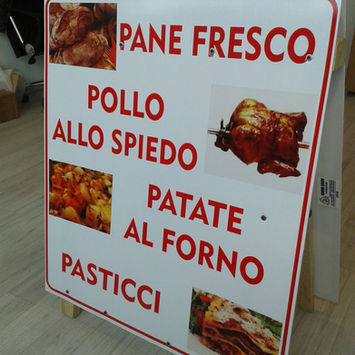 PANE FRESCO
POLLO
ALLO SPIEDO
PATATE
AL FORNO
PASTICCI